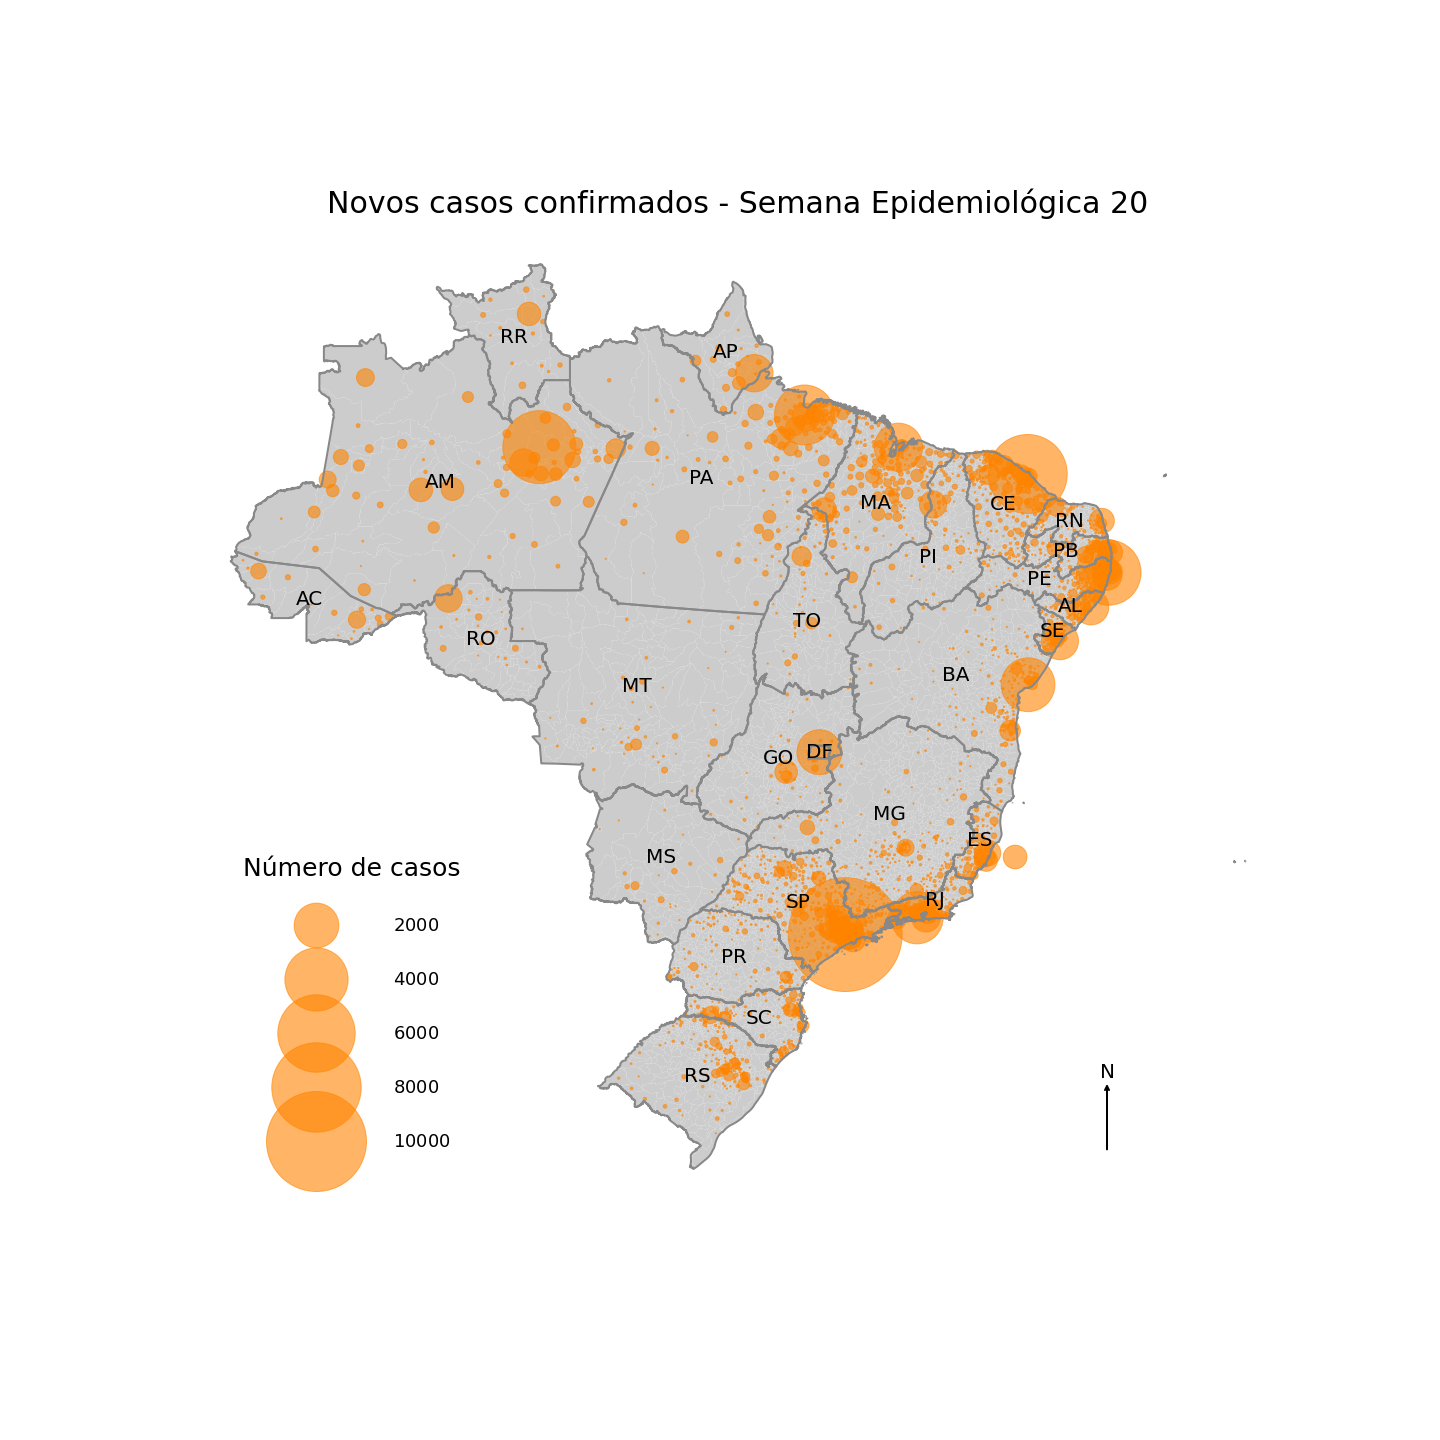 Novos casos confirmados - Semana Epidemiológica 20
RR
AP
AM
PA
MA
CE
RN
PB
PI
PE
AC
AL
TO
SE
RO
BA
MT
DF
GO
MG
ES
MS
Número de casos
SP
RJ
2000
PR
4000
SC
6000
N
RS
8000
10000